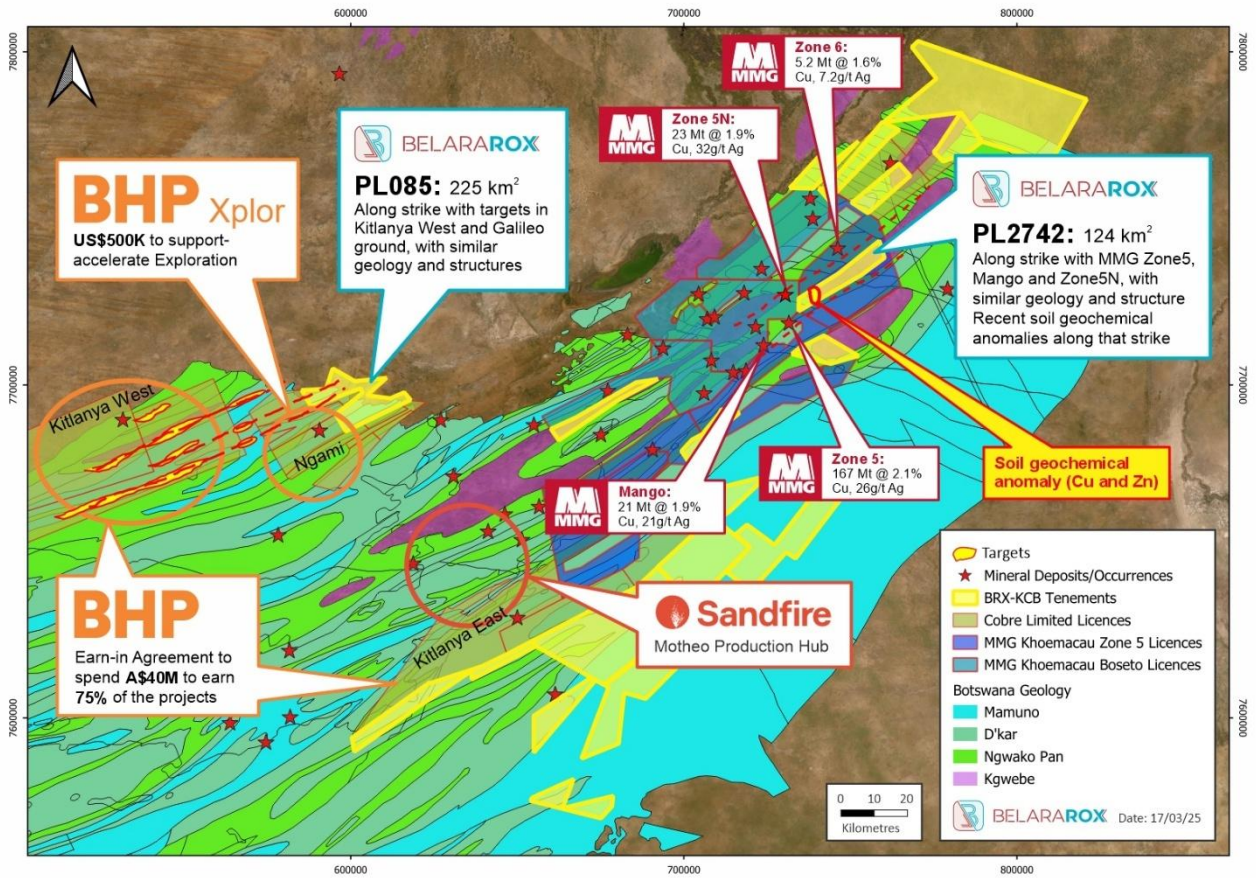 600000
700000
800000
7800000
7800000
7700000
7700000
7600000
7600000
600000
700000
800000
MMG
Zone 6:
5.2 Mt @ 1.6%
Cu, 7.2g/t Ag
MMG
Zone 5N:
23 Mt @ 1.9%
Cu, 32g/t Ag
BELARAROX
PL085: 225 km²
Along strike with targets in
Kitlanya West and Galileo
ground, with similar
geology and structures
BHP Xplor
US$500K to support-
accelerate Exploration
BELARAROX
PL2742: 124 km²
Along strike with MMG Zone5,
Mango and Zone5N, with
similar geology and structure
Recent soil geochemical
anomalies along that strike
Kitlanya West
Ngami
MMG
Zone 5:
167 Mt @ 2.1%
Cu, 26g/t Ag
Soil geochemical
anomaly (Cu and Zn)
MMG
Mango:
21 Mt @ 1.9%
Cu, 21g/t Ag
BHP
Earn-in Agreement to
spend A$40M to earn
75% of the projects
Kitlanya East
Sandfire
Motheo Production Hub
Targets
Mineral Deposits/Occurrences
BRX-KCB Tenements
Cobre Limited Licences
MMG Khoemacau Zone 5 Licences
MMG Khoemacau Boseto Licences
Botswana Geology
Mamuno
D'kar
Ngwako Pan
Kgwebe
BELARAROX Date: 17/03/25
0 10 20
Kilometres